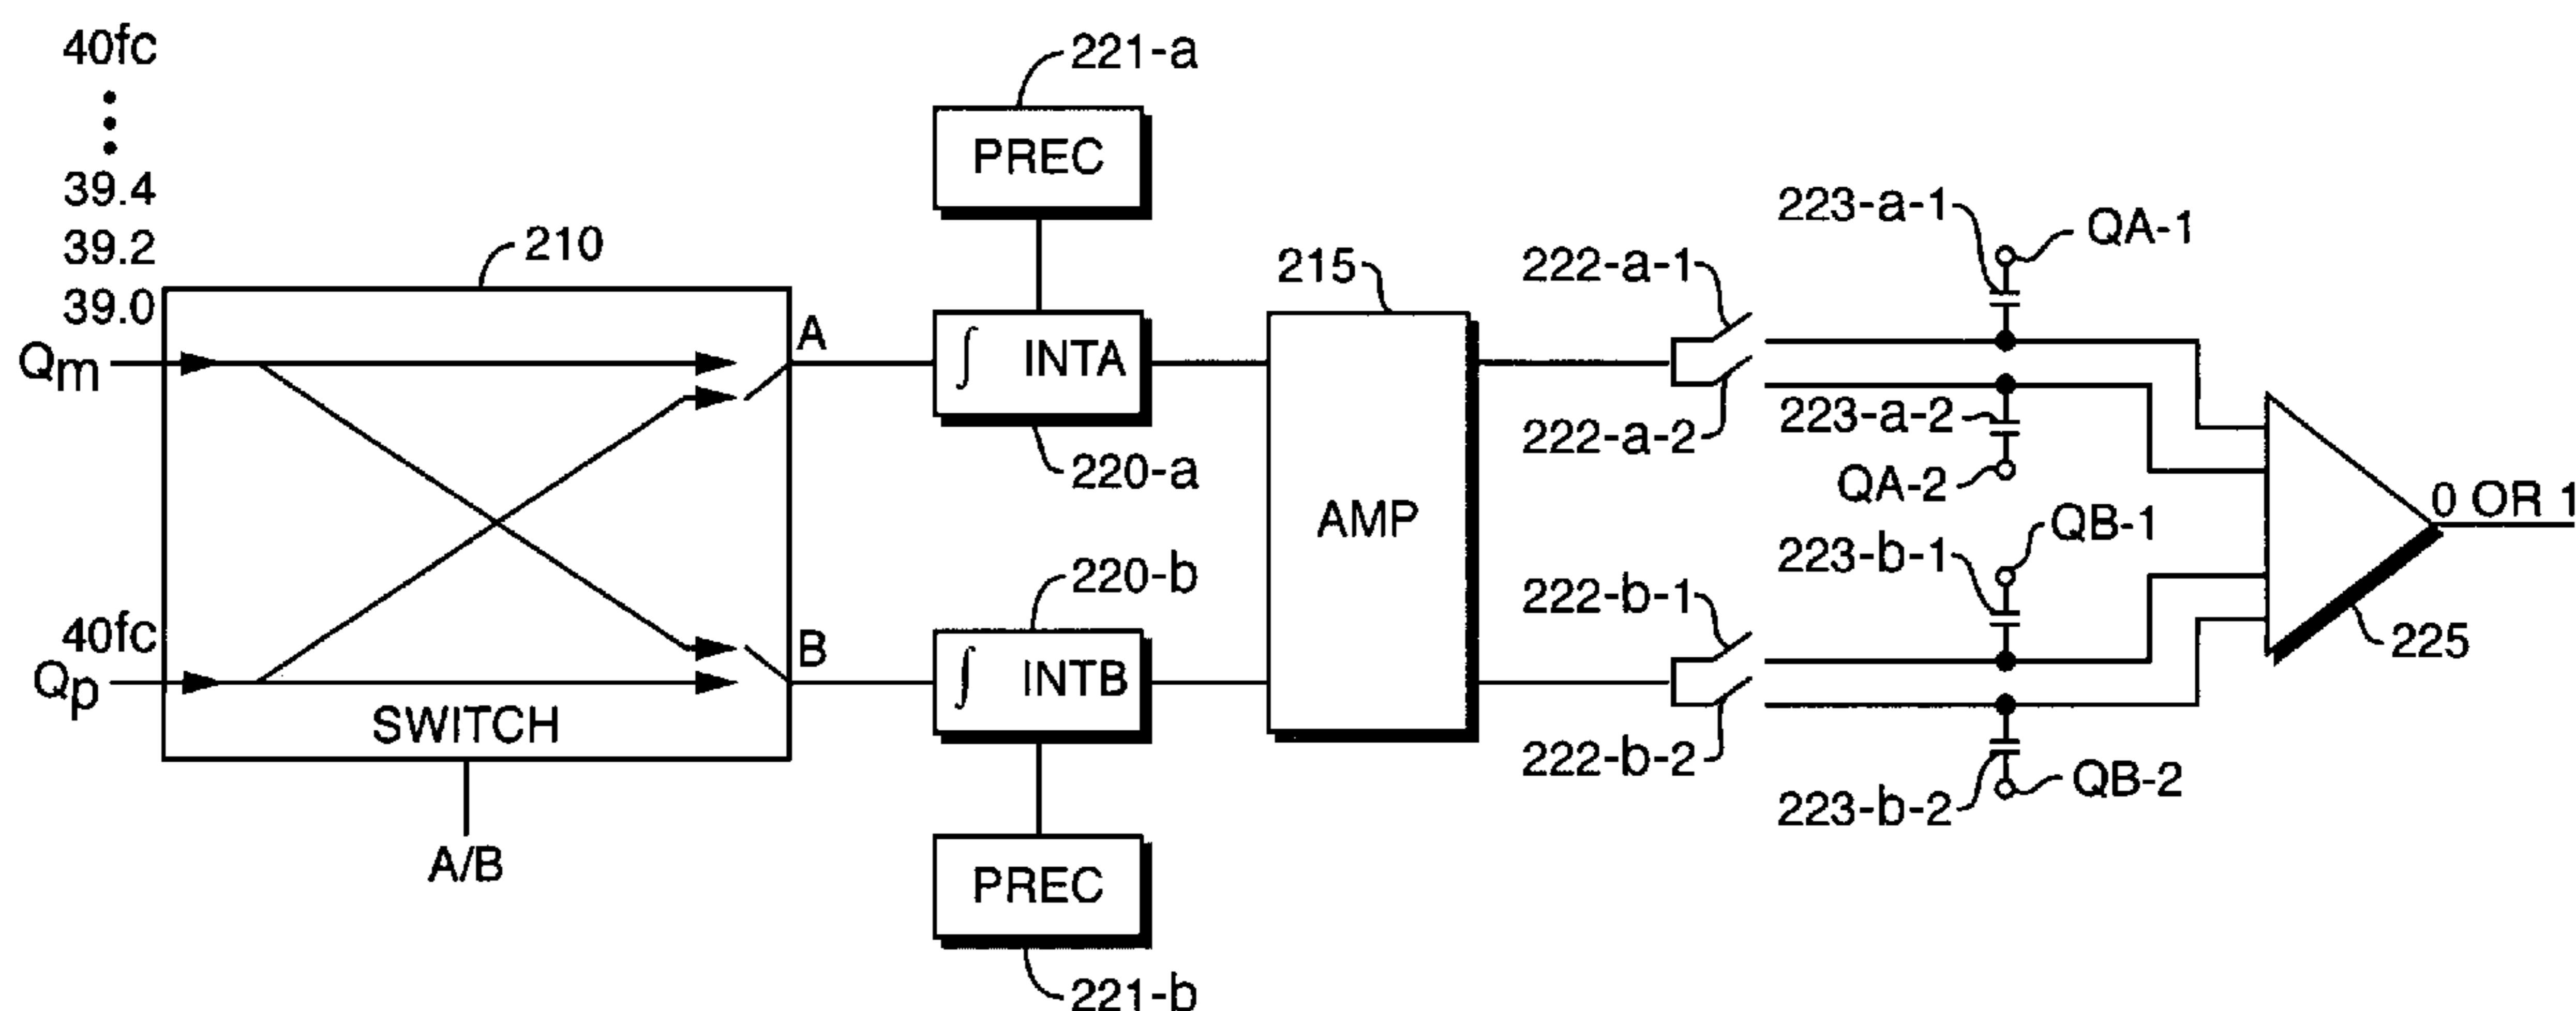 40fc
39.4
39.2
39.0
Qm
40fc
Qp
210
SWITCH
A/B
A
B
221-a
PREC
∫ INTA
220-a
220-b
∫ INTB
PREC
221-b
215
AMP
222-a-1
222-a-2
222-b-1
222-b-2
223-a-1
QA-1
223-a-2
QA-2
QB-1
223-b-1
QB-2
223-b-2
0 OR 1
225